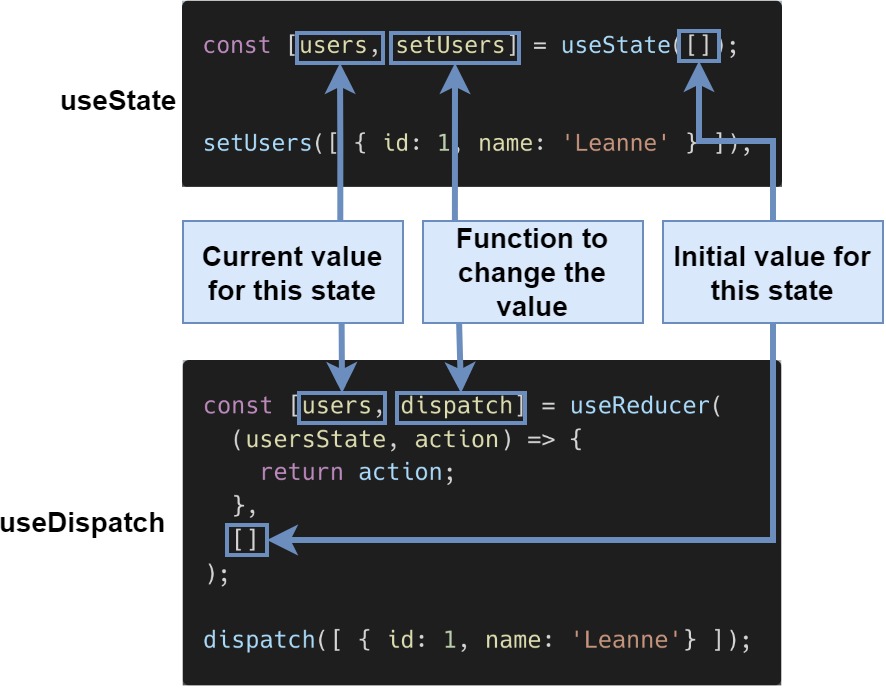 const [users, setUsers] = useState([]);
useState
setUsers([ { id: 1, name: 'Leanne' } ]);
Current value
for this state
Function to
change the
value
Initial value for
this state
const [users, dispatch] = useReducer(
(usersState, action) => {
return action;
},
useDispatch
[]
);
dispatch([ { id: 1, name: 'Leanne'} ]);